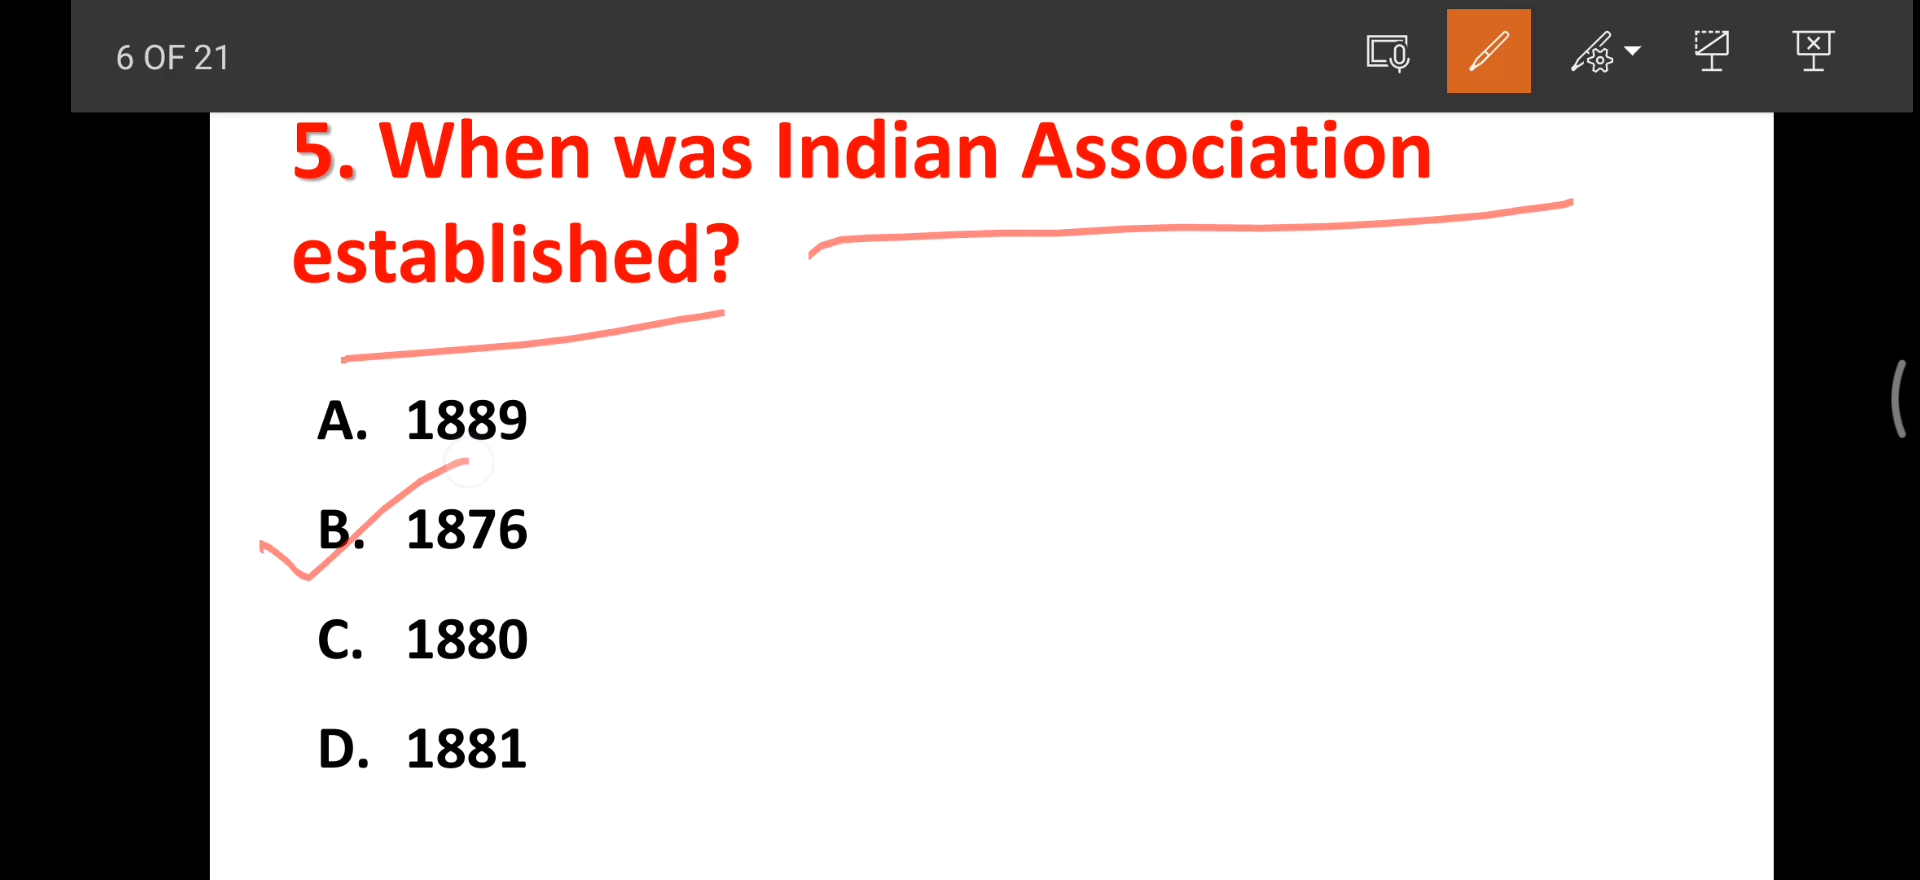 6 OF 21
5. When was Indian Association
established?
A. 1889
B. 1876
C. 1880
D. 1881